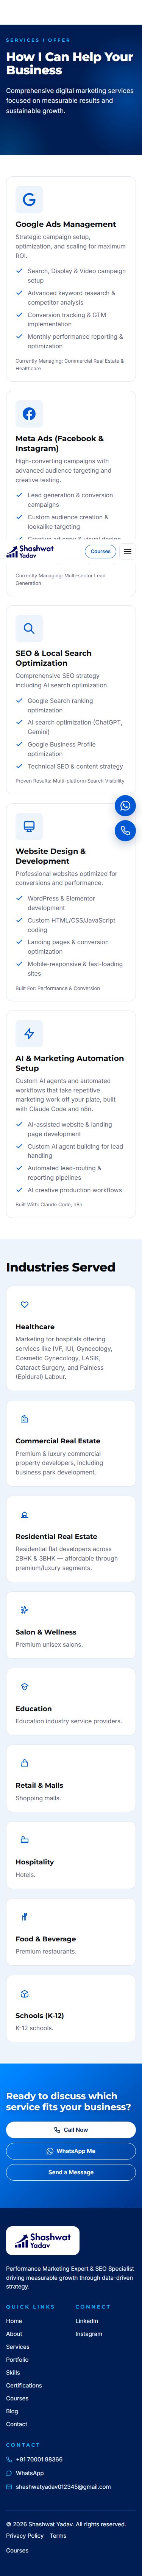 SERVICES I OFFER
How I Can Help Your
Business
Comprehensive digital marketing services
focused on measurable results and
sustainable growth.
Google Ads Management
Strategic campaign setup,
optimization, and scaling for maximum
ROI.
Search, Display & Video campaign
setup
Advanced keyword research &
competitor analysis
Conversion tracking & GTM
implementation
Monthly performance reporting &
optimization
Currently Managing: Commercial Real Estate &
Healthcare
Meta Ads (Facebook &
Instagram)
High-converting campaigns with
advanced audience targeting and
creative testing.
Lead generation & conversion
campaigns
Custom audience creation &
lookalike targeting
Creative ad copy & visual design
Shashwat
Yadav
Courses
Currently Managing: Multi-sector Lead
Generation
SEO & Local Search
Optimization
Comprehensive SEO strategy
including AI search optimization.
Google Search ranking
optimization
AI search optimization (ChatGPT,
Gemini)
Google Business Profile
optimization
Technical SEO & content strategy
Proven Results: Multi-platform Search Visibility
Website Design &
Development
Professional websites optimized for
conversions and performance.
WordPress & Elementor
development
Custom HTML/CSS/JavaScript
coding
Landing pages & conversion
optimization
Mobile-responsive & fast-loading
sites
Built For: Performance & Conversion
AI & Marketing Automation
Setup
Custom AI agents and automated
workflows that take repetitive
marketing work off your plate, built
with Claude Code and n8n.
AI-assisted website & landing
page development
Custom AI agent building for lead
handling
Automated lead-routing &
reporting pipelines
AI creative production workflows
Built With: Claude Code, n8n
Industries Served
Healthcare
Marketing for hospitals offering
services like IVF, IUI, Gynecology,
Cosmetic Gynecology, LASIK,
Cataract Surgery, and Painless
(Epidural) Labour.
Commercial Real Estate
Premium & luxury commercial
property developers, including
business park development.
Residential Real Estate
Residential flat developers across
2BHK & 3BHK — affordable through
premium/luxury segments.
Salon & Wellness
Premium unisex salons.
Education
Education industry service providers.
Retail & Malls
Shopping malls.
Hospitality
Hotels.
Food & Beverage
Premium restaurants.
Schools (K-12)
K-12 schools.
Ready to discuss which
service fits your business?
Call Now
WhatsApp Me
Send a Message
Shashwat
Yadav
Performance Marketing Expert & SEO Specialist
driving measurable growth through data-driven
strategy.
QUICK LINKS
Home
About
Services
Portfolio
Skills
Certifications
Courses
Blog
Contact
CONNECT
LinkedIn
Instagram
CONTACT
+91 70001 98366
WhatsApp
shashwatyadav012345@gmail.com
© 2026 Shashwat Yadav. All rights reserved.
Privacy Policy Terms
Courses